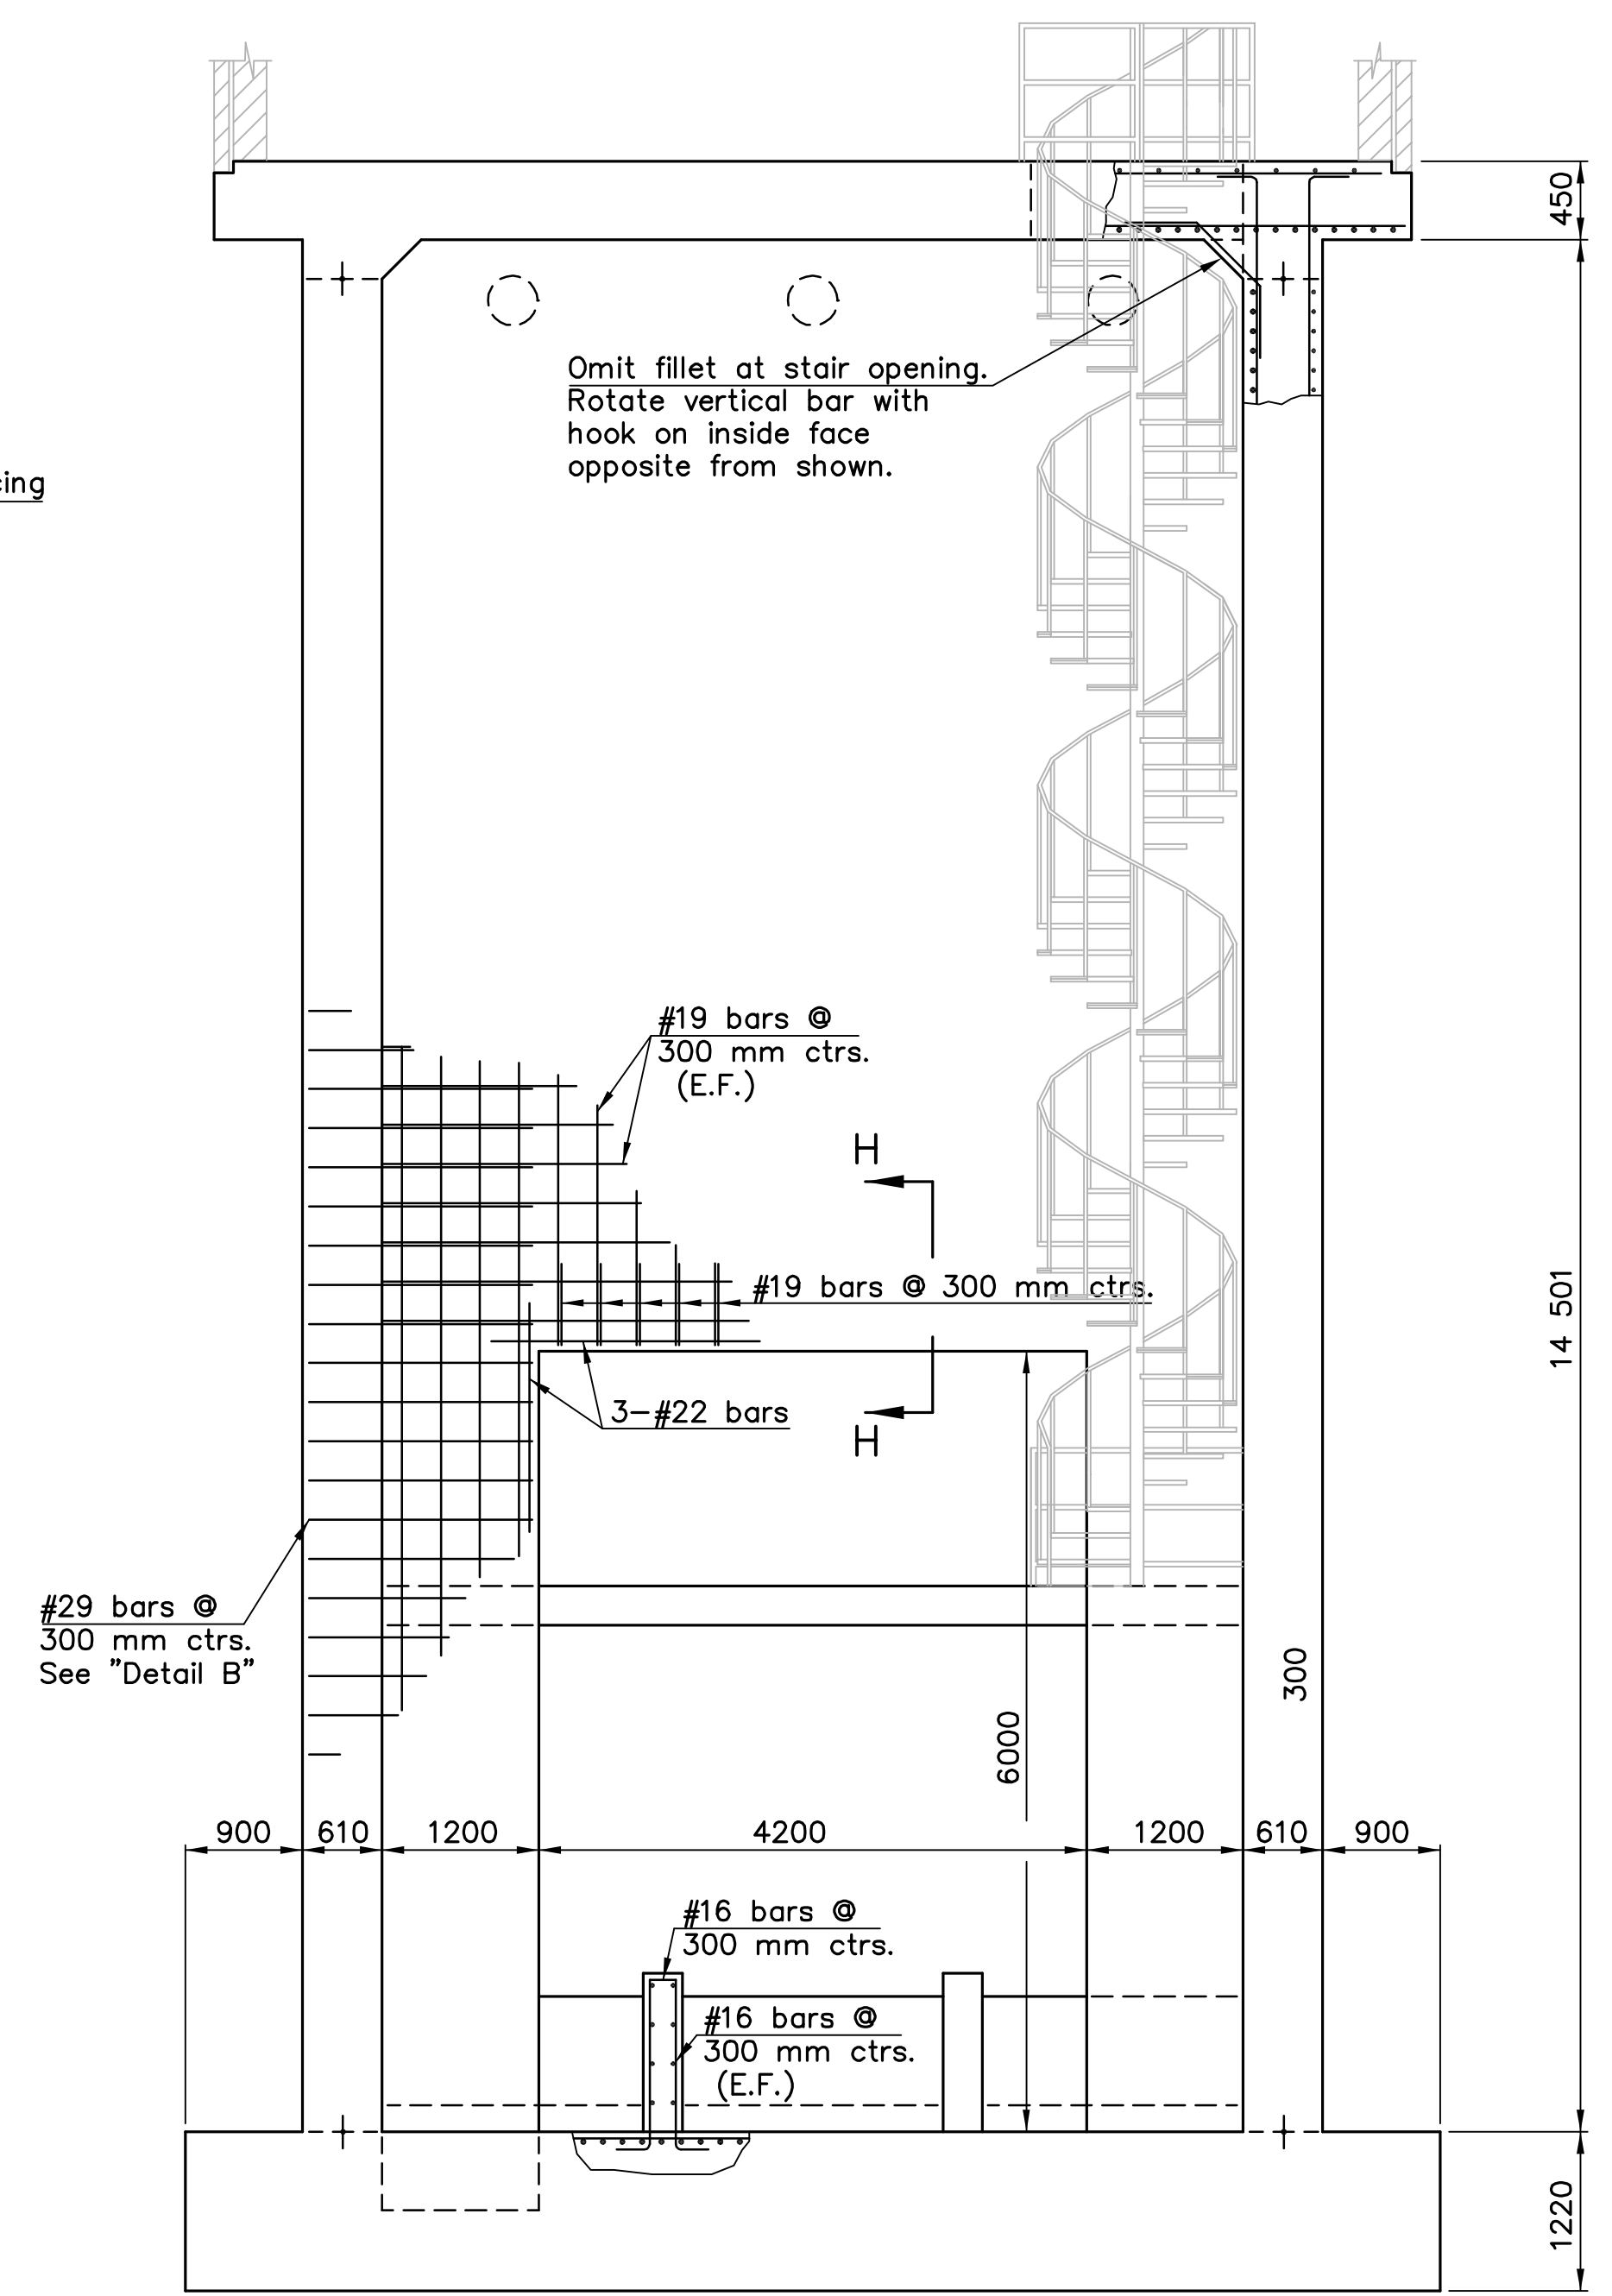 450
Omit fillet at stair opening.
Rotate vertical bar with
hook on inside face
opposite from shown.
cing
#19 bars @
300 mm ctrs.
(E.F.)
H
#19 bars @ 300 mm ctrs.
14 501
3-#22 bars
H
#29 bars @
300 mm ctrs.
See "Detail B"
300
6000
900 610 1200 4200 1200 610 900
#16 bars @
300 mm ctrs.
#16 bars @
300 mm ctrs.
(E.F.)
1220